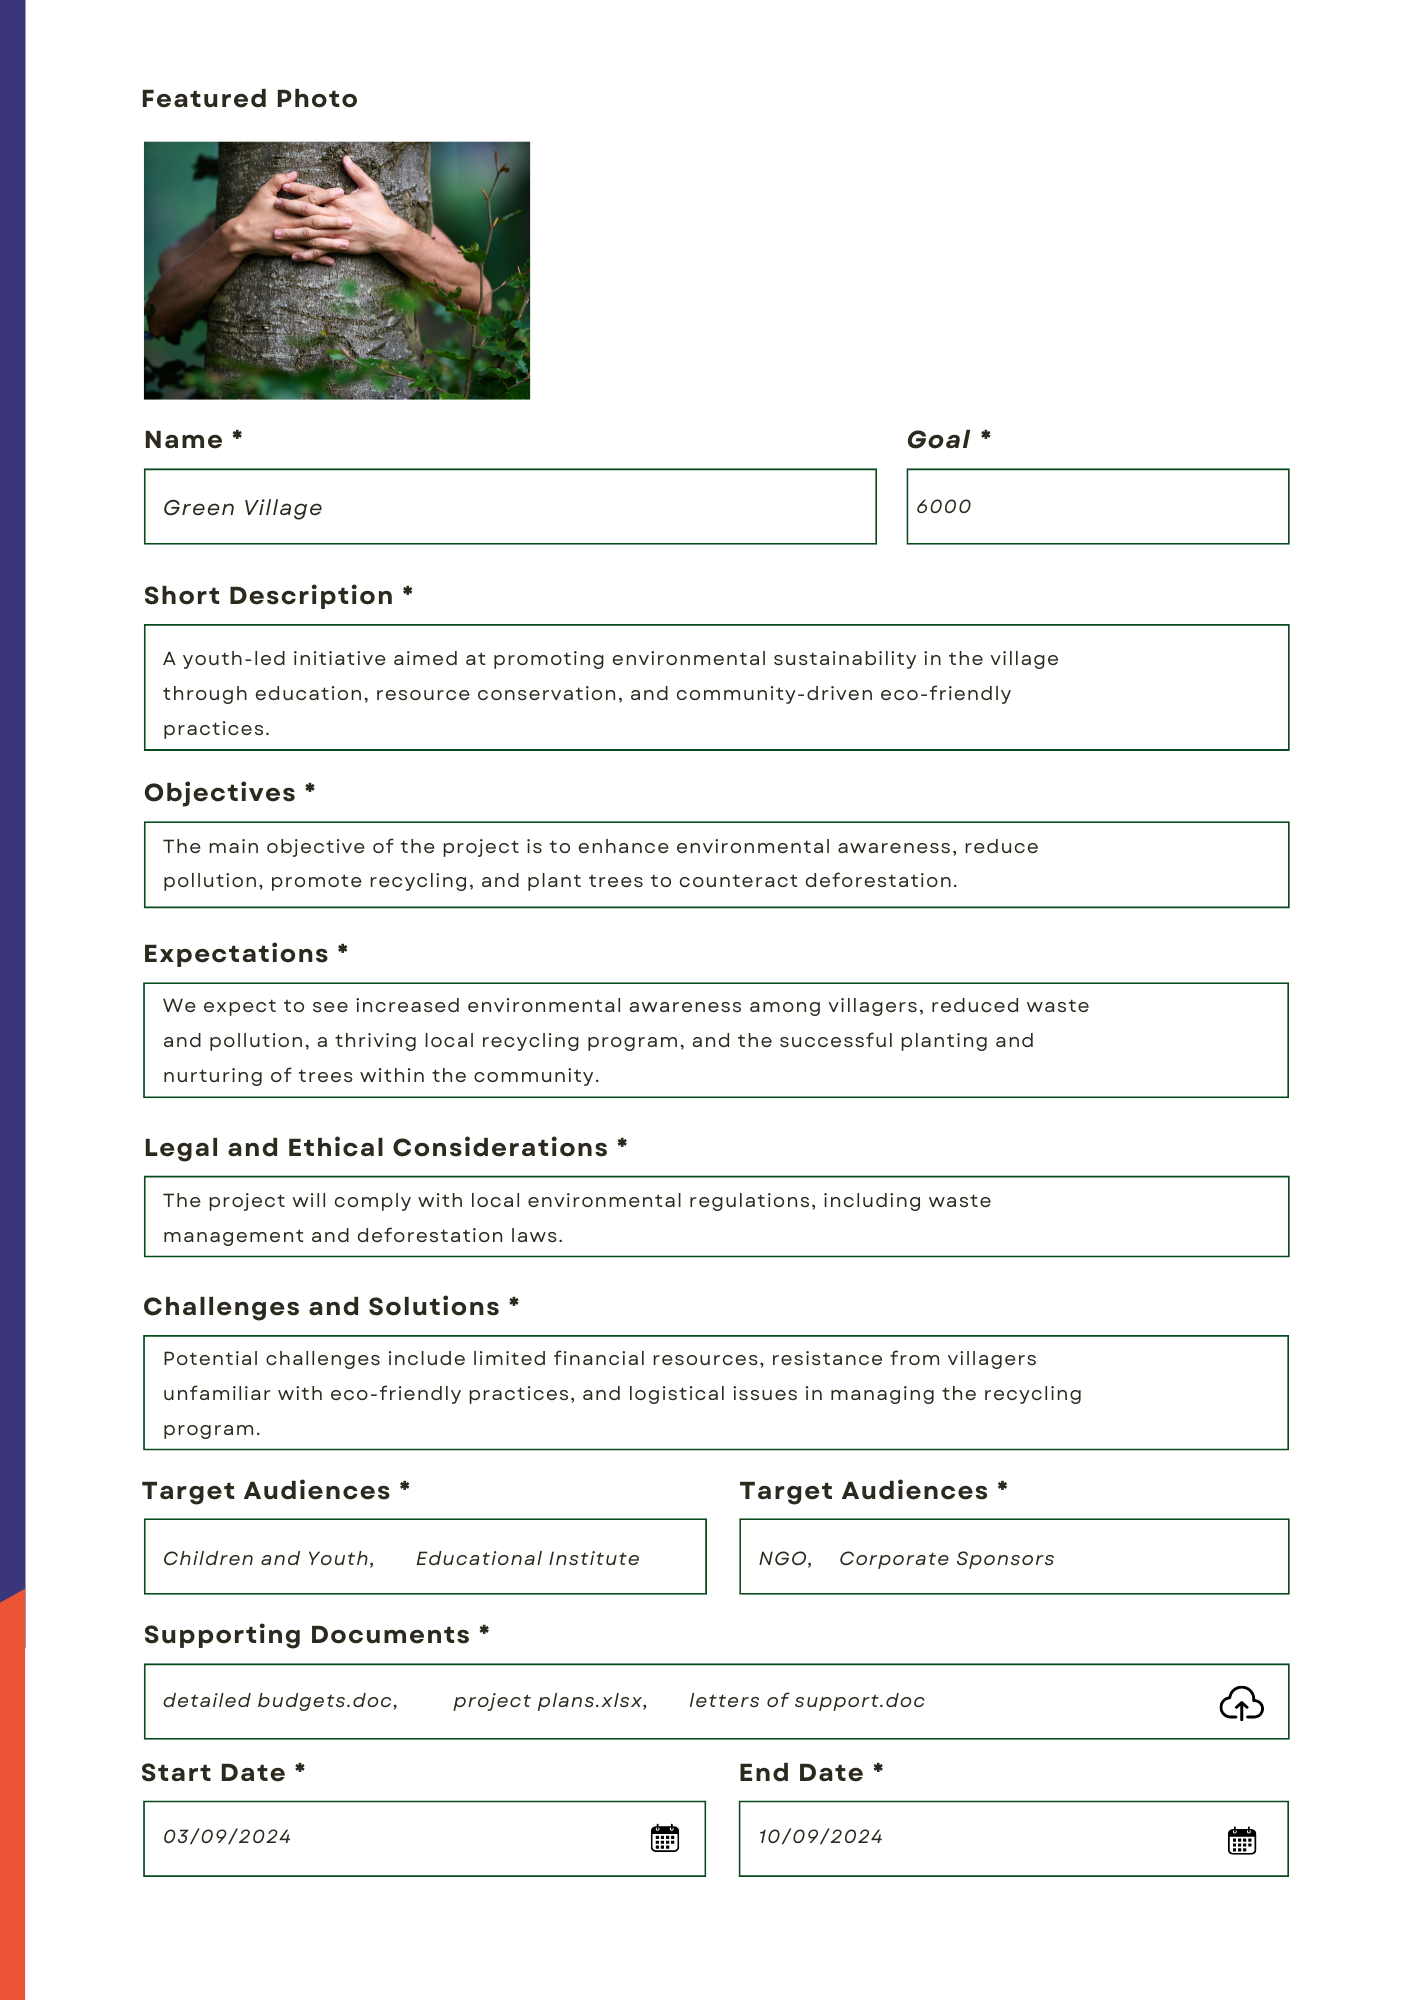 Featured Photo
Name *
Goal *
Green Village
6000
Short Description *
A youth-led initiative aimed at promoting environmental sustainability in the village
through education, resource conservation, and community-driven eco-friendly
practices.
Objectives *
The main objective of the project is to enhance environmental awareness, reduce
pollution, promote recycling, and plant trees to counteract deforestation.
Expectations *
We expect to see increased environmental awareness among villagers, reduced waste
and pollution, a thriving local recycling program, and the successful planting and
nurturing of trees within the community.
Legal and Ethical Considerations *
The project will comply with local environmental regulations, including waste
management and deforestation laws.
Challenges and Solutions *
Potential challenges include limited financial resources, resistance from villagers
unfamiliar with eco-friendly practices, and logistical issues in managing the recycling
program.
Target Audiences *
Target Audiences *
Children and Youth, Educational Institute
NGO, Corporate Sponsors
Supporting Documents *
detailed budgets.doc, project plans.xlsx, letters of support.doc
Start Date *
End Date *
03/09/2024
10/09/2024